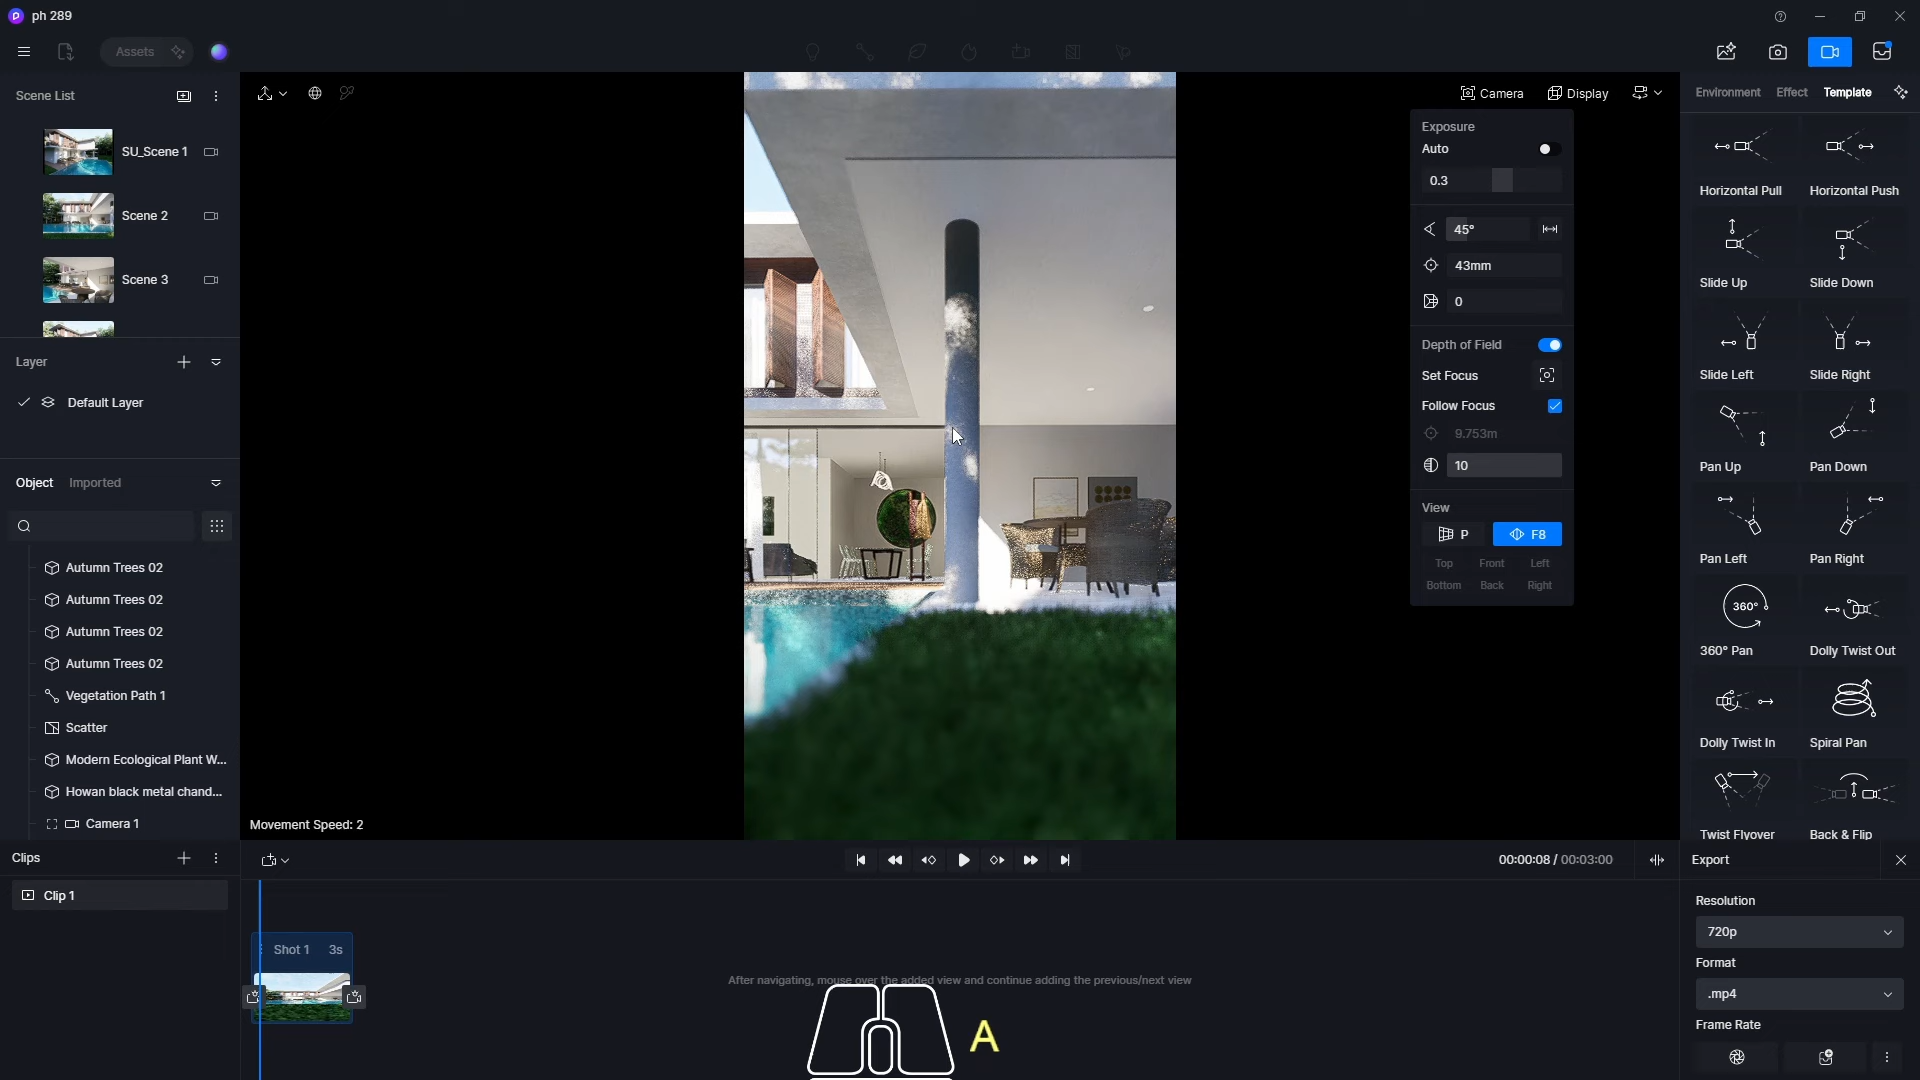 ph 289
Assets
Scene List
SU_Scene 1
Scene 2
Scene 3
Layer
Default Layer
Object Imported
Autumn Trees 02
Autumn Trees 02
Autumn Trees 02
Autumn Trees 02
Vegetation Path 1
Scatter
Modern Ecological Plant W...
Howan black metal chand...
Camera 1
Movement Speed: 2
Camera Display
Exposure
Auto
0.3
45°
43mm
0
Depth of Field
Set Focus
Follow Focus
9.753m
10
View
P F8
Top Front Left
Bottom Back Right
Environment Effect Template
Horizontal Pull Horizontal Push
Slide Up Slide Down
Slide Left Slide Right
Pan Up Pan Down
Pan Left Pan Right
360°
360° Pan Dolly Twist Out
Dolly Twist In Spiral Pan
Twist Flyover Back & Flip
Clips
Clip 1
00:00:08 / 00:03:00
Shot 1 3s
After navigating, mouse over the added view and continue adding the previous/next view
A
Export
Resolution
720p
Format
.mp4
Frame Rate